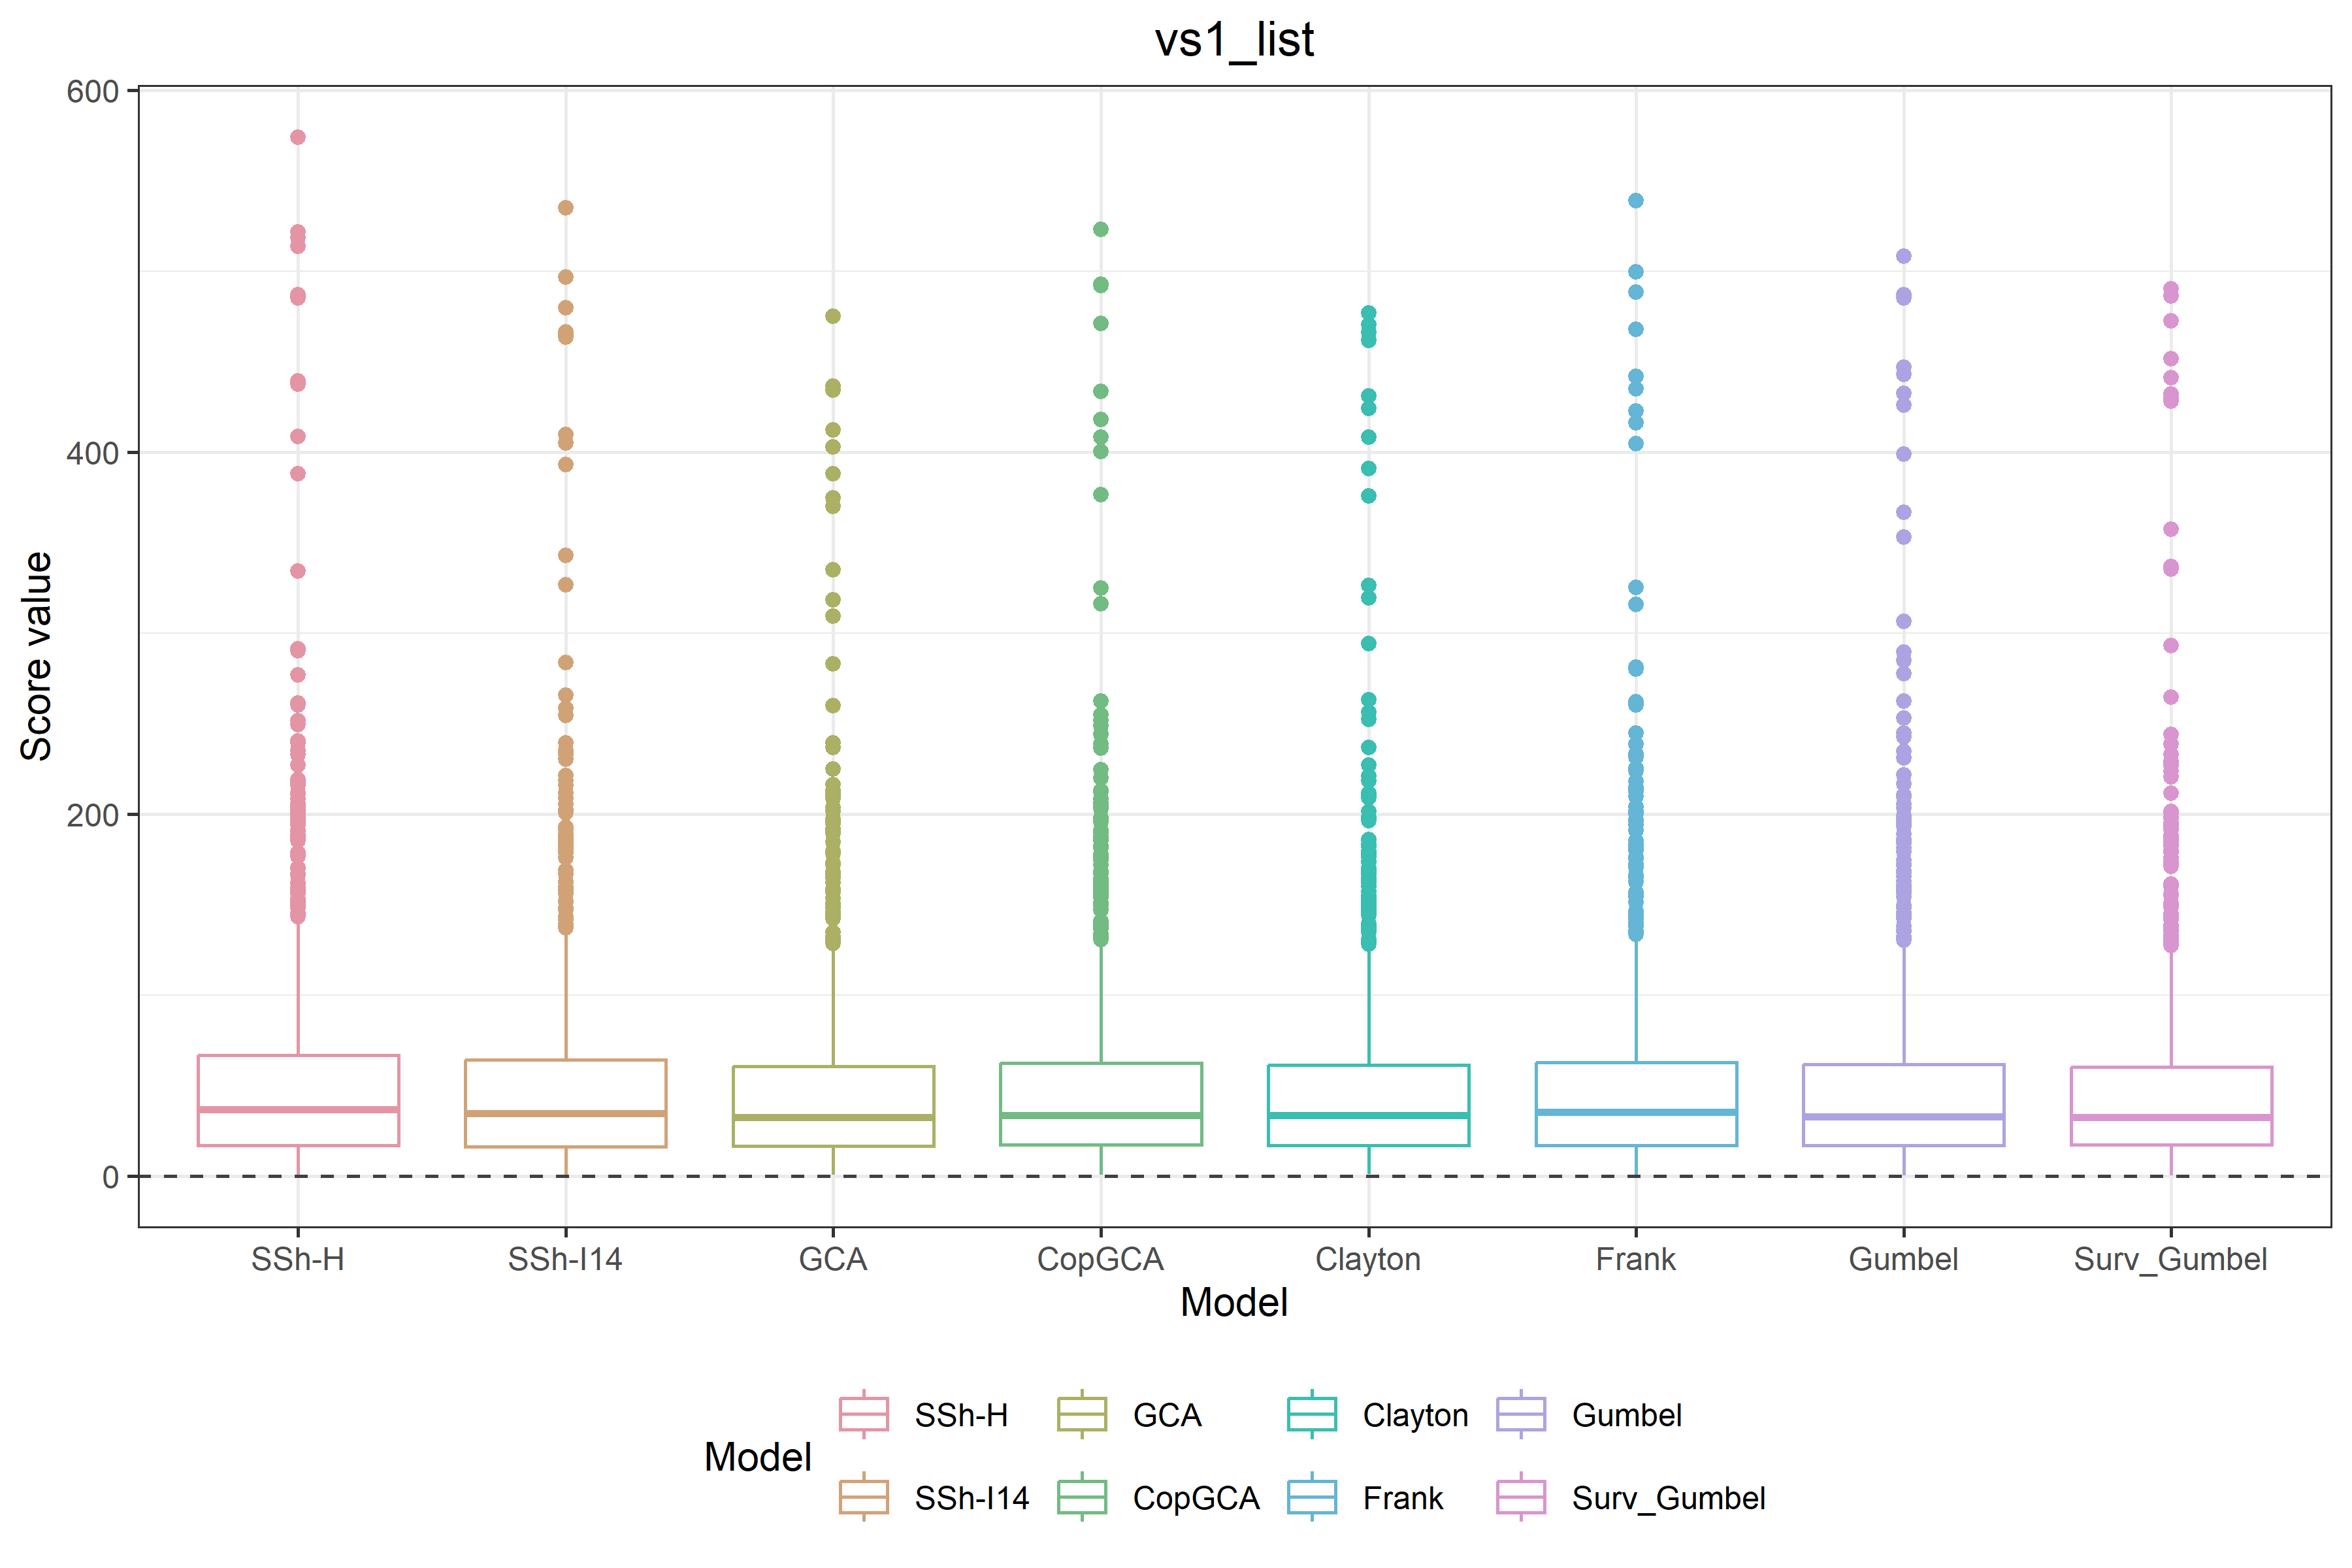 vs1_list
600
400
200
0
Score value
SSh-H SSh-I14 GCA CopGCA Clayton Frank Gumbel Surv_Gumbel
Model
Model
SSh-H GCA Clayton Gumbel
SSh-I14 CopGCA Frank Surv_Gumbel